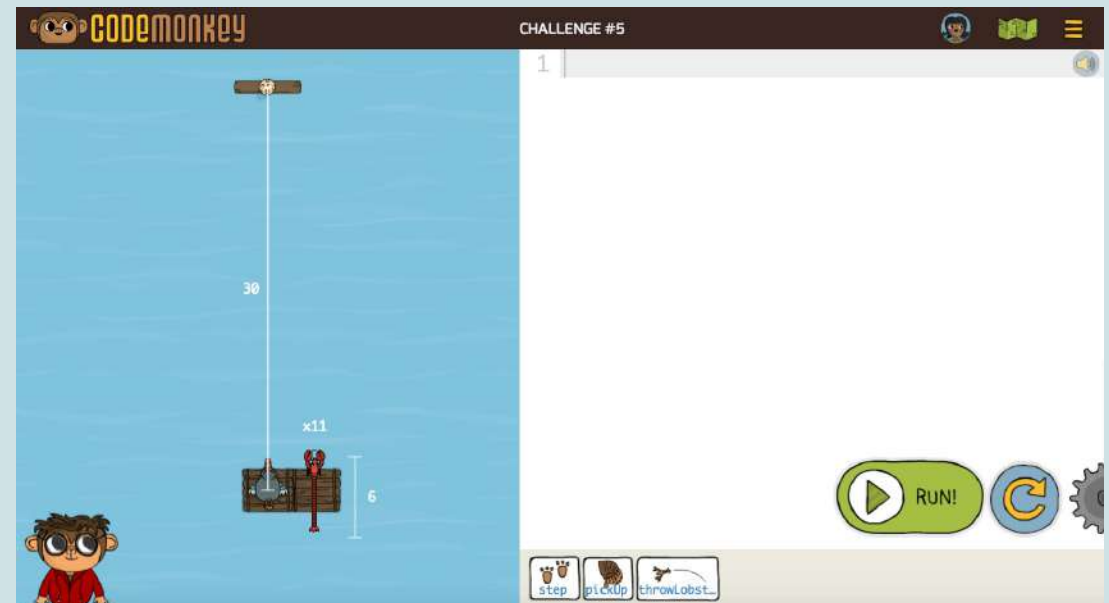 CODEMONKEY
CHALLENGE #5
1
30
x11
6
RUN!
step
pickUp
throwLobst…